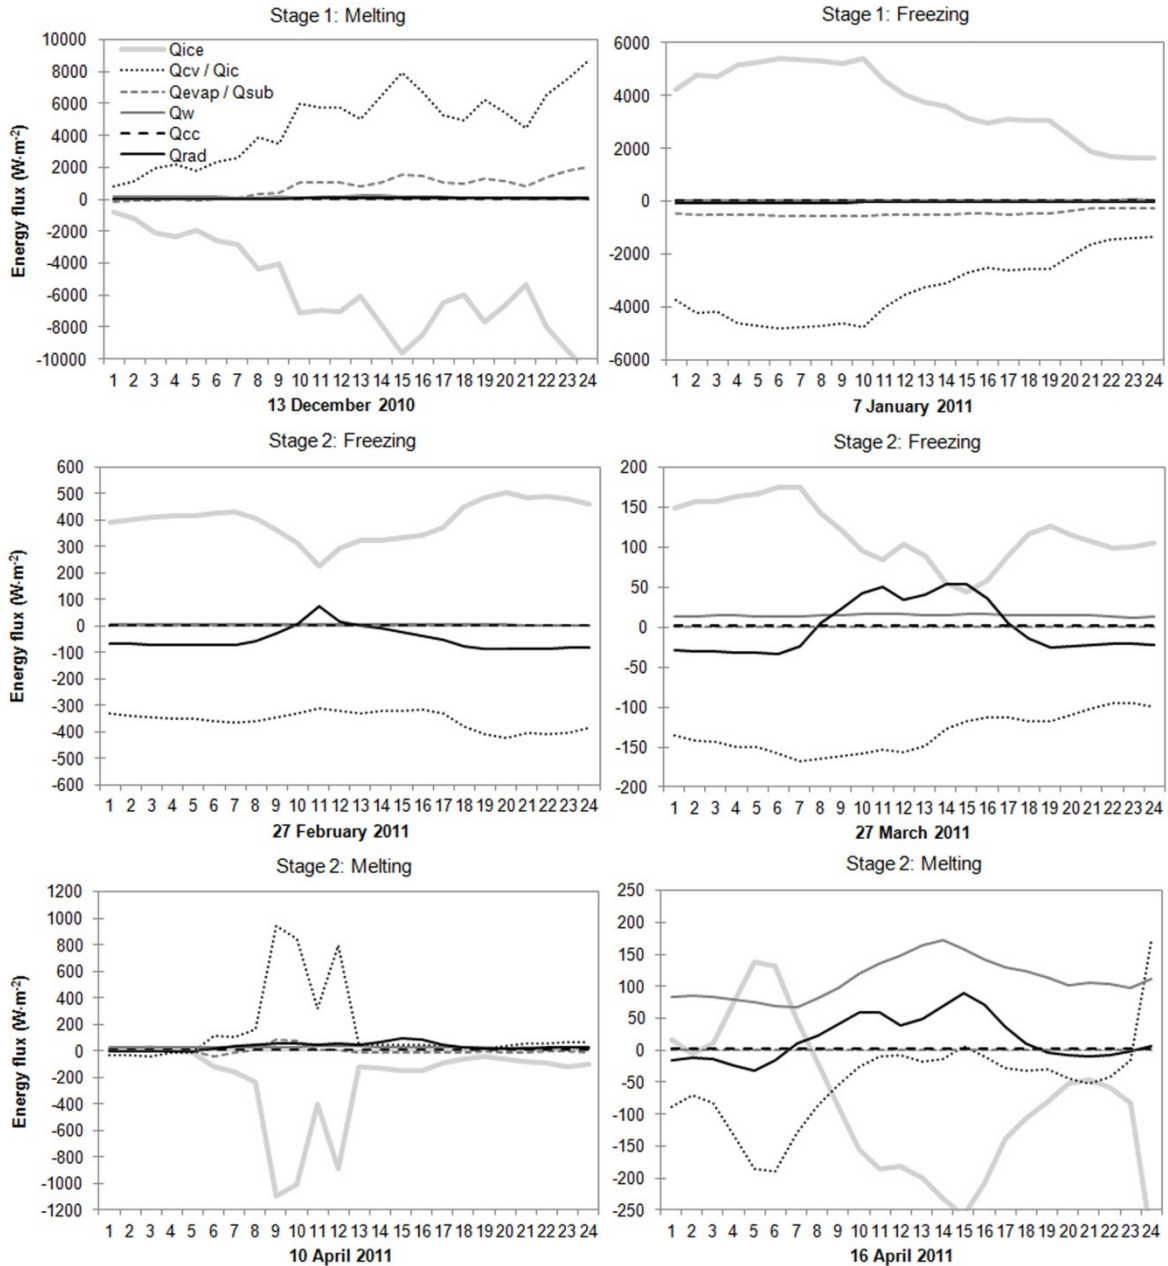 Stage 1: Melting
Energy flux (W·m⁻²)
10000
8000
6000
4000
2000
0
-2000
-4000
-6000
-8000
-10000
Qice
Qcv / Qic
Qevap / Qsub
Qw
Qcc
Qrad
1 2 3 4 5 6 7 8 9 10 11 12 13 14 15 16 17 18 19 20 21 22 23 24
13 December 2010
Stage 1: Freezing
6000
4000
2000
0
-2000
-4000
-6000
1 2 3 4 5 6 7 8 9 10 11 12 13 14 15 16 17 18 19 20 21 22 23 24
7 January 2011
Stage 2: Freezing
Energy flux (W·m⁻²)
600
500
400
300
200
100
0
-100
-200
-300
-400
-500
-600
1 2 3 4 5 6 7 8 9 10 11 12 13 14 15 16 17 18 19 20 21 22 23 24
27 February 2011
Stage 2: Freezing
200
150
100
50
0
-50
-100
-150
-200
1 2 3 4 5 6 7 8 9 10 11 12 13 14 15 16 17 18 19 20 21 22 23 24
27 March 2011
Stage 2: Melting
Energy flux (W·m⁻²)
1200
1000
800
600
400
200
0
-200
-400
-600
-800
-1000
-1200
1 2 3 4 5 6 7 8 9 10 11 12 13 14 15 16 17 18 19 20 21 22 23 24
10 April 2011
Stage 2: Melting
250
200
150
100
50
0
-50
-100
-150
-200
-250
1 2 3 4 5 6 7 8 9 10 11 12 13 14 15 16 17 18 19 20 21 22 23 24
16 April 2011